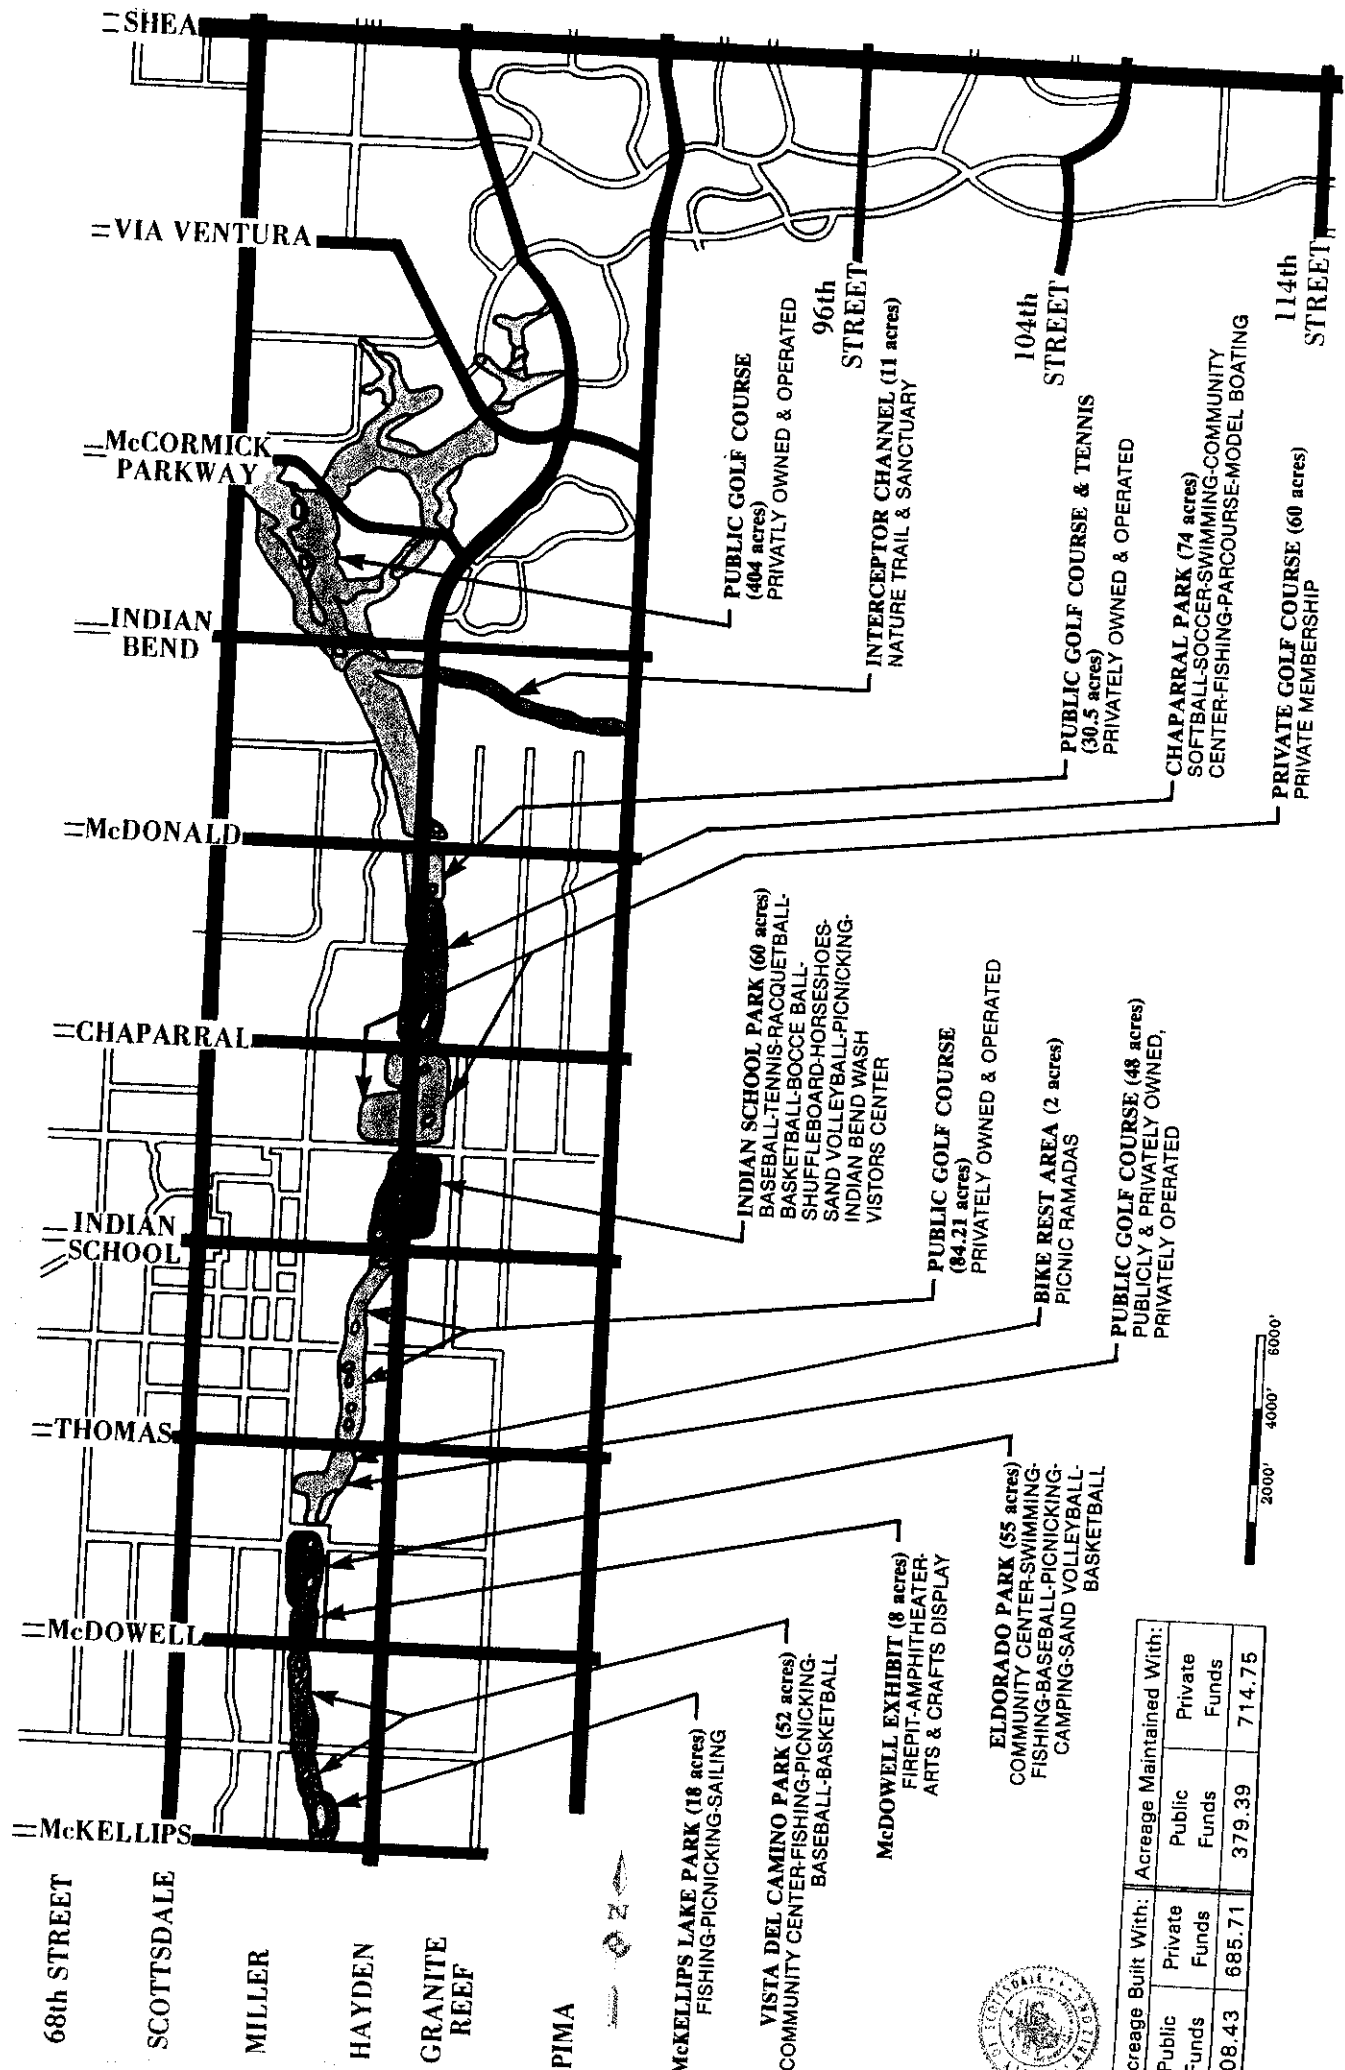 SHEA
VIA VENTURA
McCORMICK
PARKWAY
INDIAN
BEND
McDONALD
CHAPARRAL
INDIAN
SCHOOL
THOMAS
McDOWELL
McKELLIPS
68th STREET
SCOTTSDALE
MILLER
HAYDEN
GRANITE
REEF
PIMA
96th
STREET
104th
STREET
114th
STREET
PUBLIC GOLF COURSE
(404 acres)
PRIVATLY OWNED & OPERATED
INTERCEPTOR CHANNEL (11 acres)
NATURE TRAIL & SANCTUARY
PUBLIC GOLF COURSE & TENNIS
(30.5 acres)
PRIVATELY OWNED & OPERATED
CHAPARRAL PARK (74 acres)
SOFTBALL-SOCCER-SWIMMING-COMMUNITY
CENTER-FISHING-PARCOURSE-MODEL BOATING
PRIVATE GOLF COURSE (60 acres)
PRIVATE MEMBERSHIP
INDIAN SCHOOL PARK (60 acres)
BASEBALL-TENNIS-RACQUETBALL-
BASKETBALL-BOCCE BALL-
SHUFFLEBOARD-HORSESHOES-
SAND VOLLEYBALL-PICNICKING-
INDIAN BEND WASH
VISTORS CENTER
PUBLIC GOLF COURSE
(84.21 acres)
PRIVATELY OWNED & OPERATED
BIKE REST AREA (2 acres)
PICNIC RAMADAS
PUBLIC GOLF COURSE (48 acres)
PUBLICLY & PRIVATELY OWNED,
PRIVATELY OPERATED
ELDORADO PARK (55 acres)
COMMUNITY CENTER-SWIMMING-
FISHING-BASEBALL-PICNICKING-
CAMPING-SAND VOLLEYBALL-
BASKETBALL
McDOWELL EXHIBIT (8 acres)
FIREPIT-AMPHITHEATER-
ARTS & CRAFTS DISPLAY
VISTA DEL CAMINO PARK (52 acres)
COMMUNITY CENTER-FISHING-PICNICKING-
BASEBALL-BASKETBALL
McKELLIPS LAKE PARK (18 acres)
FISHING-PICNICKING-SAILING
N
2000' 4000' 6000'
creage Built With: Acreage Maintained With:
Public Funds Private Funds Public Funds Private Funds
08.43 685.71 379.39 714.75